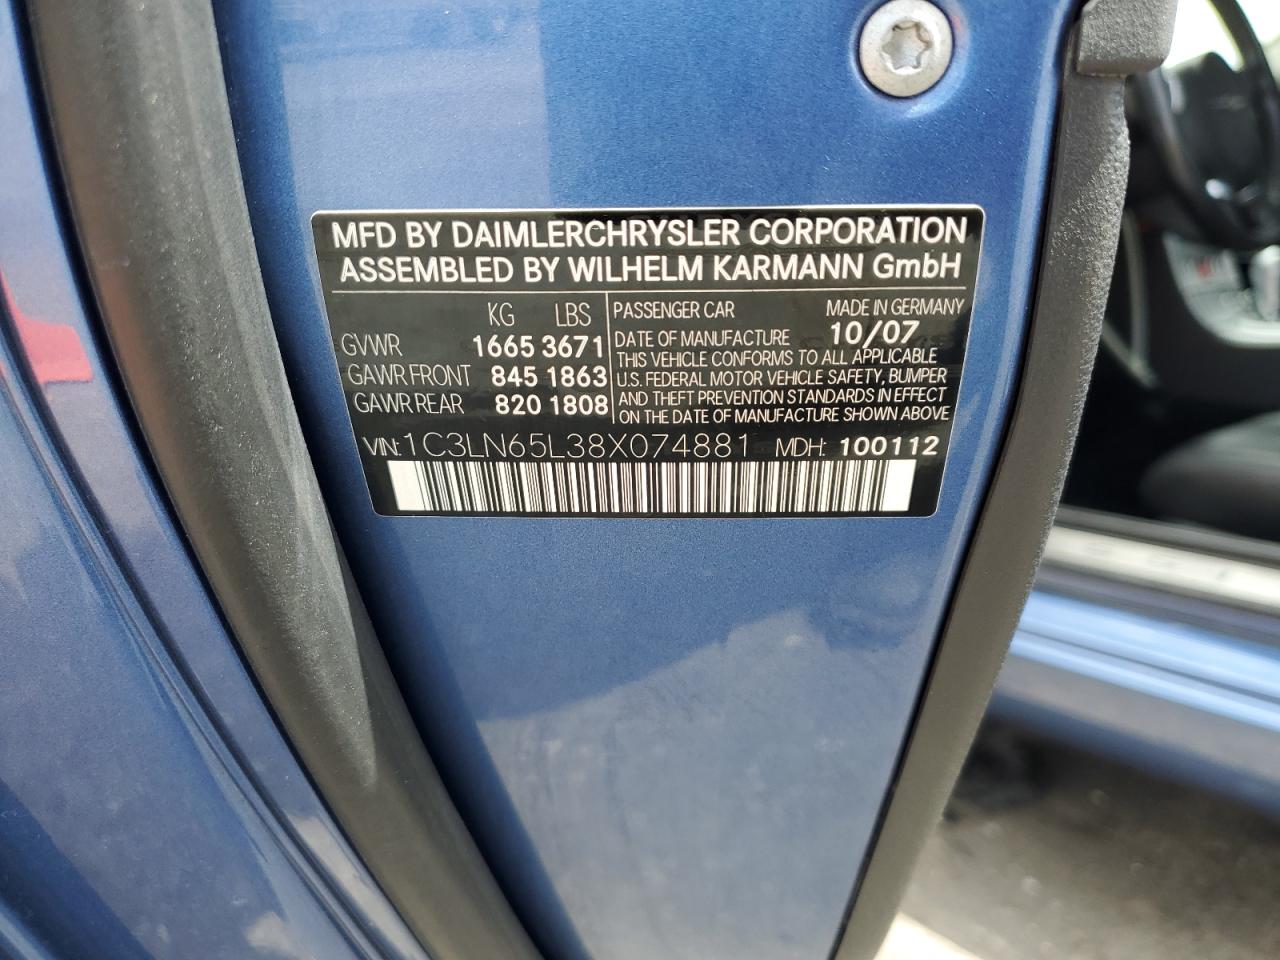 MFD BY DAIMLERCHRYSLER CORPORATION
ASSEMBLED BY WILHELM KARMANN GmbH
KG LBS
GVWR 1665 3671
GAWR FRONT 845 1863
GAWR REAR 820 1808
PASSENGER CAR MADE IN GERMANY
DATE OF MANUFACTURE 10/07
THIS VEHICLE CONFORMS TO ALL APPLICABLE
U.S. FEDERAL MOTOR VEHICLE SAFETY, BUMPER
AND THEFT PREVENTION STANDARDS IN EFFECT
ON THE DATE OF MANUFACTURE SHOWN ABOVE
VIN: 1C3LN65L38X074881 MDH: 100112